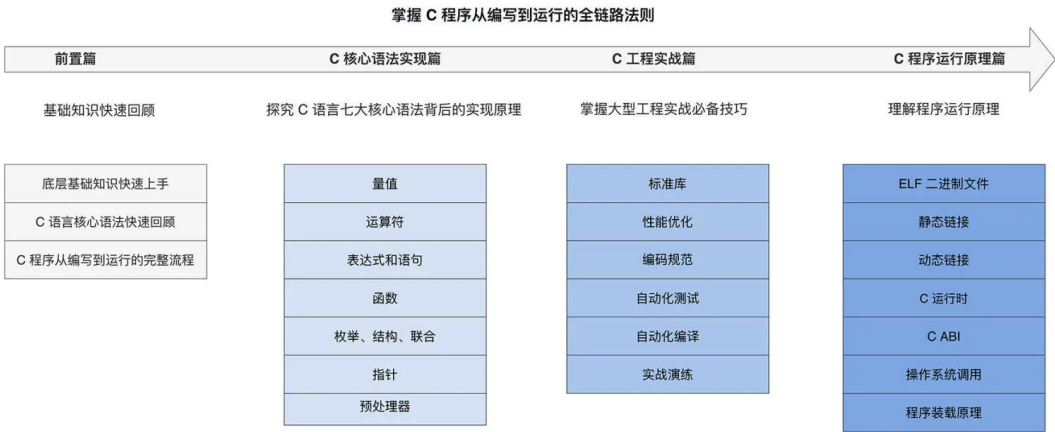 掌握 C 程序从编写到运行的全链路法则
前置篇
C 核心语法实现篇
C 工程实战篇
C 程序运行原理篇
基础知识快速回顾
探究 C 语言七大核心语法背后的实现原理
掌握大型工程实战必备技巧
理解程序运行原理
底层基础知识快速上手
C 语言核心语法快速回顾
C 程序从编写到运行的完整流程
量值
运算符
表达式和语句
函数
枚举、结构、联合
指针
预处理器
标准库
性能优化
编码规范
自动化测试
自动化编译
实战演练
ELF 二进制文件
静态链接
动态链接
C 运行时
C ABI
操作系统调用
程序装载原理